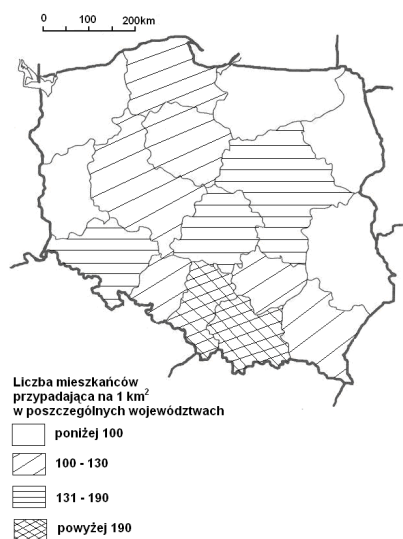 0 100 200km
Liczba mieszkańców
przypadająca na 1 km²
w poszczególnych województwach
poniżej 100
100 - 130
131 - 190
powyżej 190